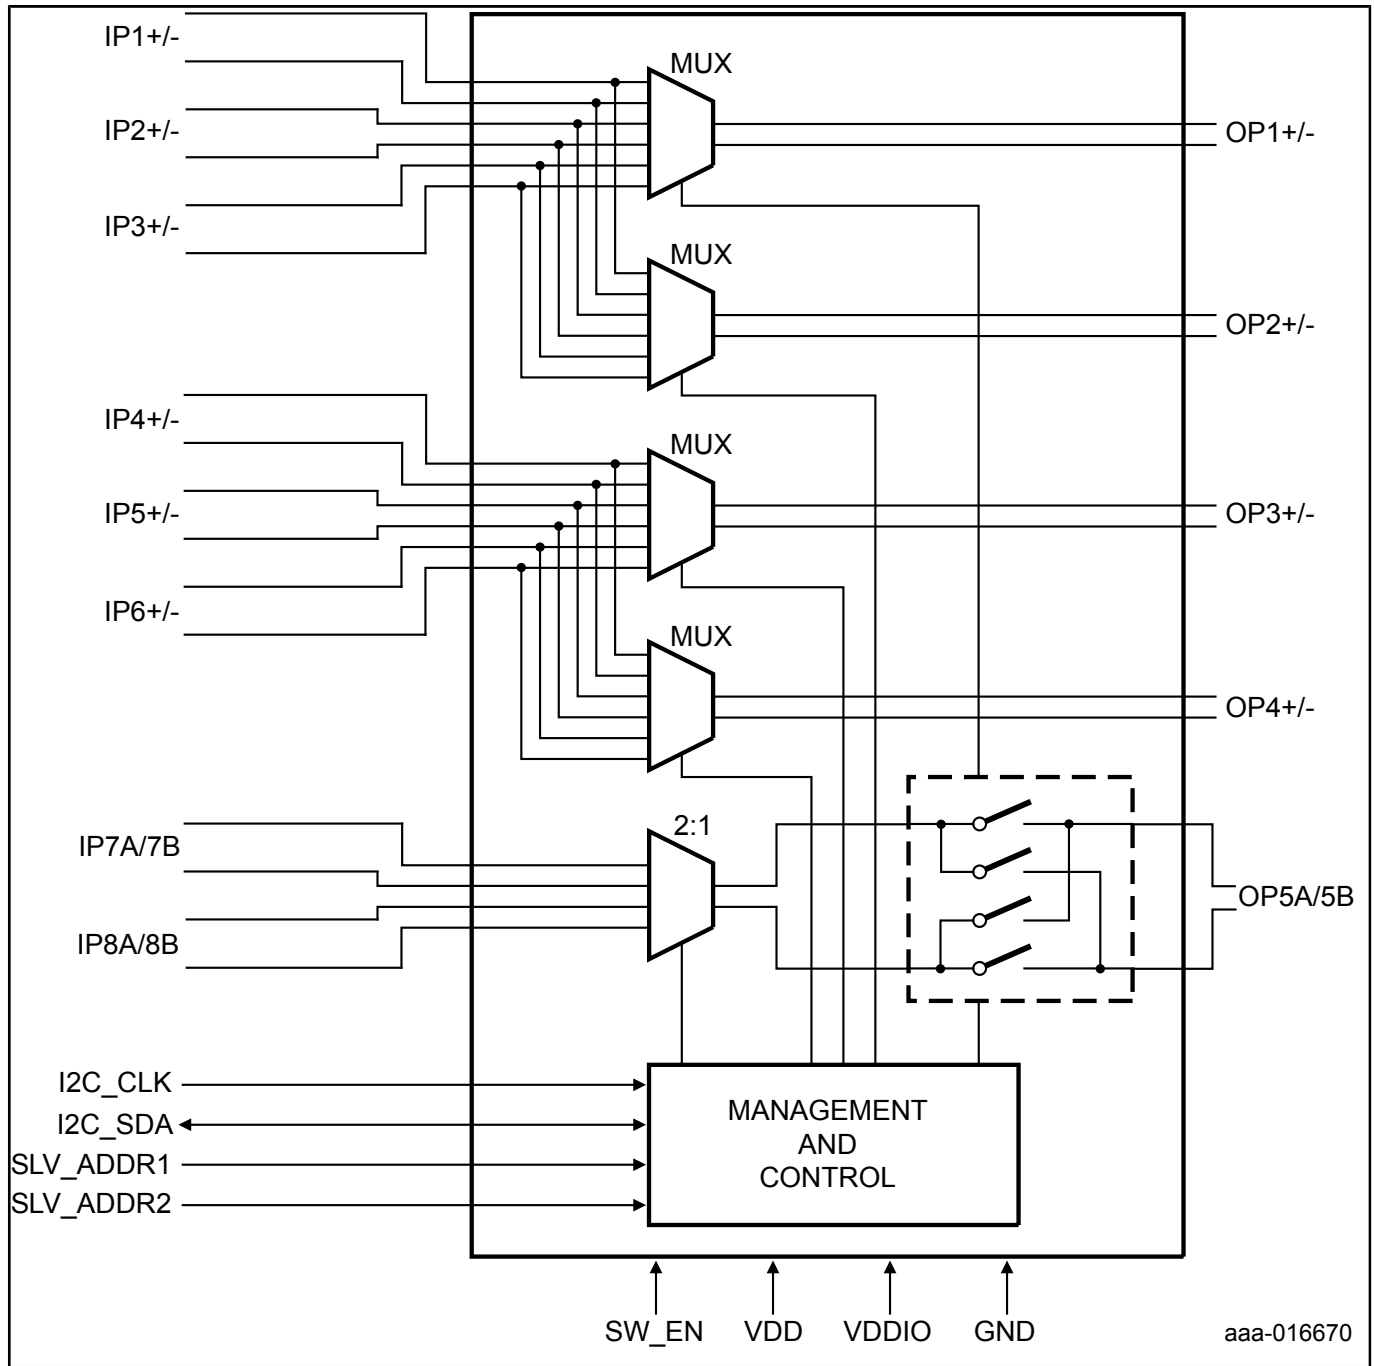 IP1+/-
MUX
IP2+/-
OP1+/-
IP3+/-
MUX
OP2+/-
IP4+/-
MUX
IP5+/-
OP3+/-
IP6+/-
MUX
OP4+/-
2:1
IP7A/7B
OP5A/5B
IP8A/8B
I2C_CLK
I2C_SDA
SLV_ADDR1
SLV_ADDR2
MANAGEMENT
AND
CONTROL
SW_EN
VDD
VDDIO
GND
aaa-016670